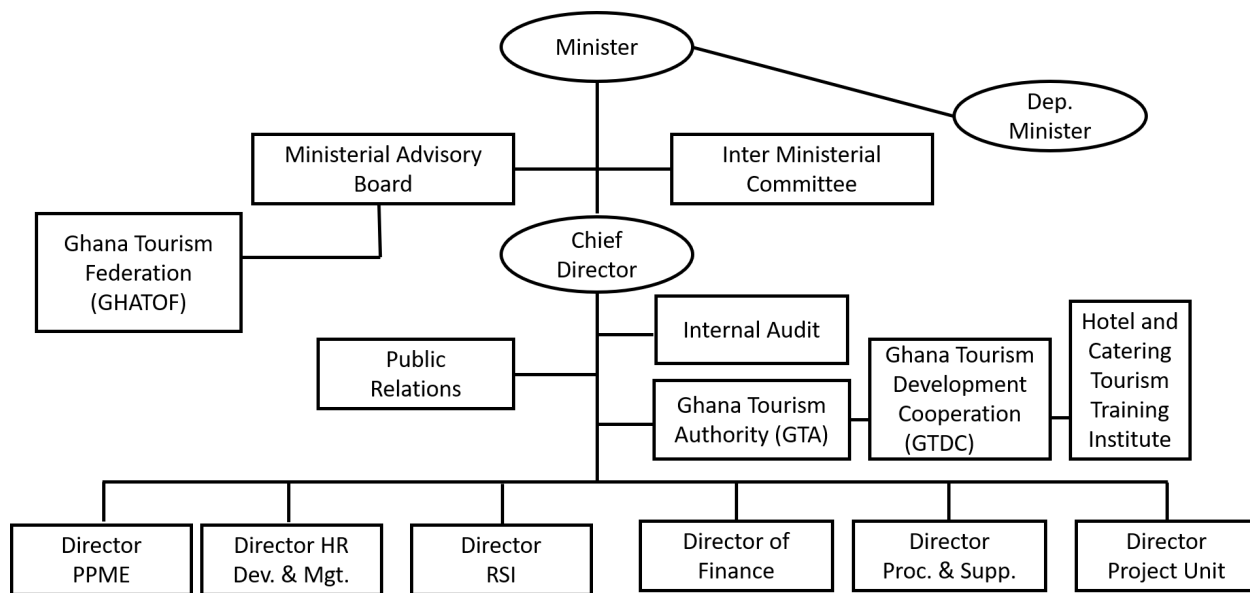 Minister
Dep.
Minister
Ministerial Advisory
Board
Inter Ministerial
Committee
Ghana Tourism
Federation
(GHATOF)
Chief
Director
Internal Audit
Public
Relations
Ghana Tourism
Authority (GTA)
Ghana Tourism
Development
Cooperation
(GTDC)
Hotel and
Catering
Tourism
Training
Institute
Director
PPME
Director HR
Dev. & Mgt.
Director
RSI
Director of
Finance
Director
Proc. & Supp.
Director
Project Unit